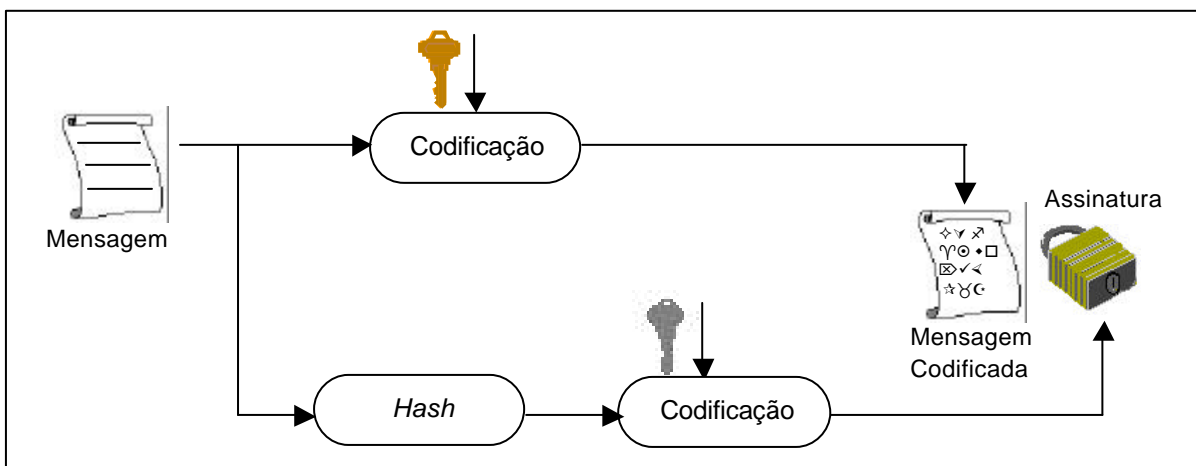 Codificação
Mensagem
Assinatura
Mensagem
Codificada
Hash
Codificação